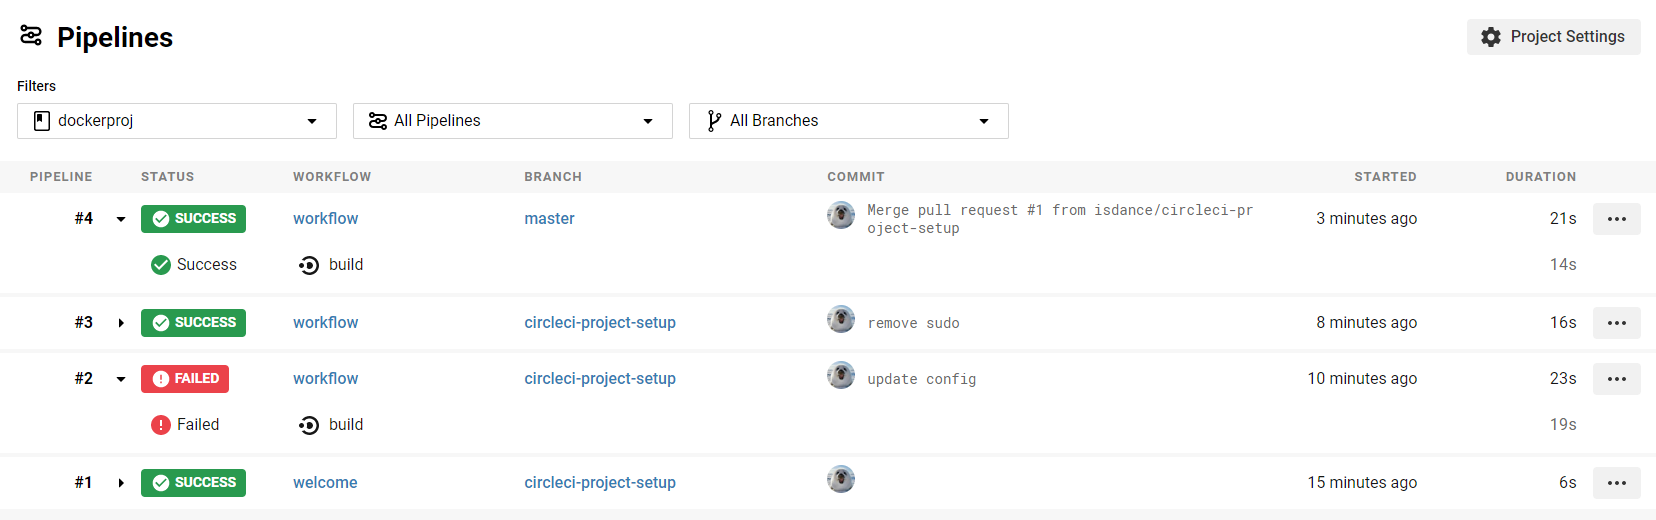 Pipelines
Project Settings
Filters
dockerproj
All Pipelines
All Branches
PIPELINE STATUS WORKFLOW BRANCH COMMIT STARTED DURATION
#4 SUCCESS workflow master Merge pull request #1 from isdance/circleci-pr 3 minutes ago 21s
oject-setup
Success build 14s
#3 SUCCESS workflow circleci-project-setup remove sudo 8 minutes ago 16s
#2 FAILED workflow circleci-project-setup update config 10 minutes ago 23s
Failed build 19s
#1 SUCCESS welcome circleci-project-setup 15 minutes ago 6s